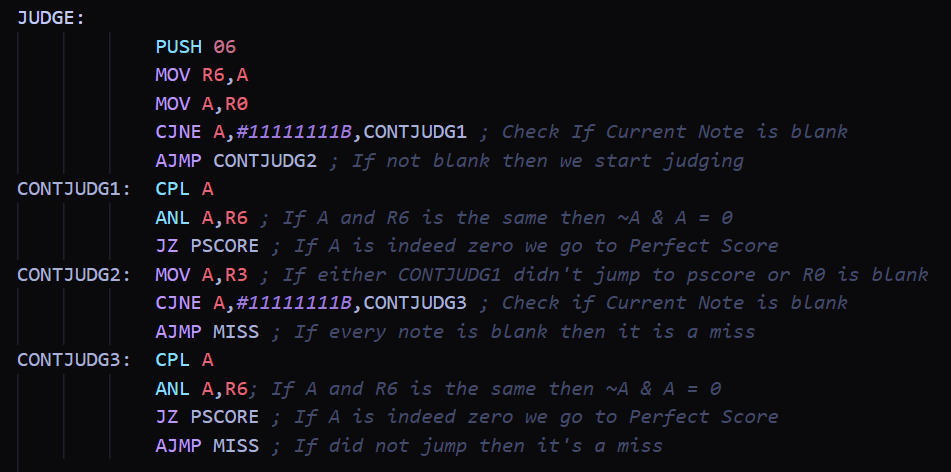 JUDGE:
PUSH 06
MOV R6,A
MOV A,R0
CJNE A,#11111111B,CONTJUDG1 ; Check If Current Note is blank
AJMP CONTJUDG2 ; If not blank then we start judging
CONTJUDG1: CPL A
ANL A,R6 ; If A and R6 is the same then ~A & A = 0
JZ PSCORE ; If A is indeed zero we go to Perfect Score
CONTJUDG2: MOV A,R3 ; If either CONTJUDG1 didn't jump to pscore or R0 is blank
CJNE A,#11111111B,CONTJUDG3 ; Check if Current Note is blank
AJMP MISS ; If every note is blank then it is a miss
CONTJUDG3: CPL A
ANL A,R6; If A and R6 is the same then ~A & A = 0
JZ PSCORE ; If A is indeed zero we go to Perfect Score
AJMP MISS ; If did not jump then it's a miss